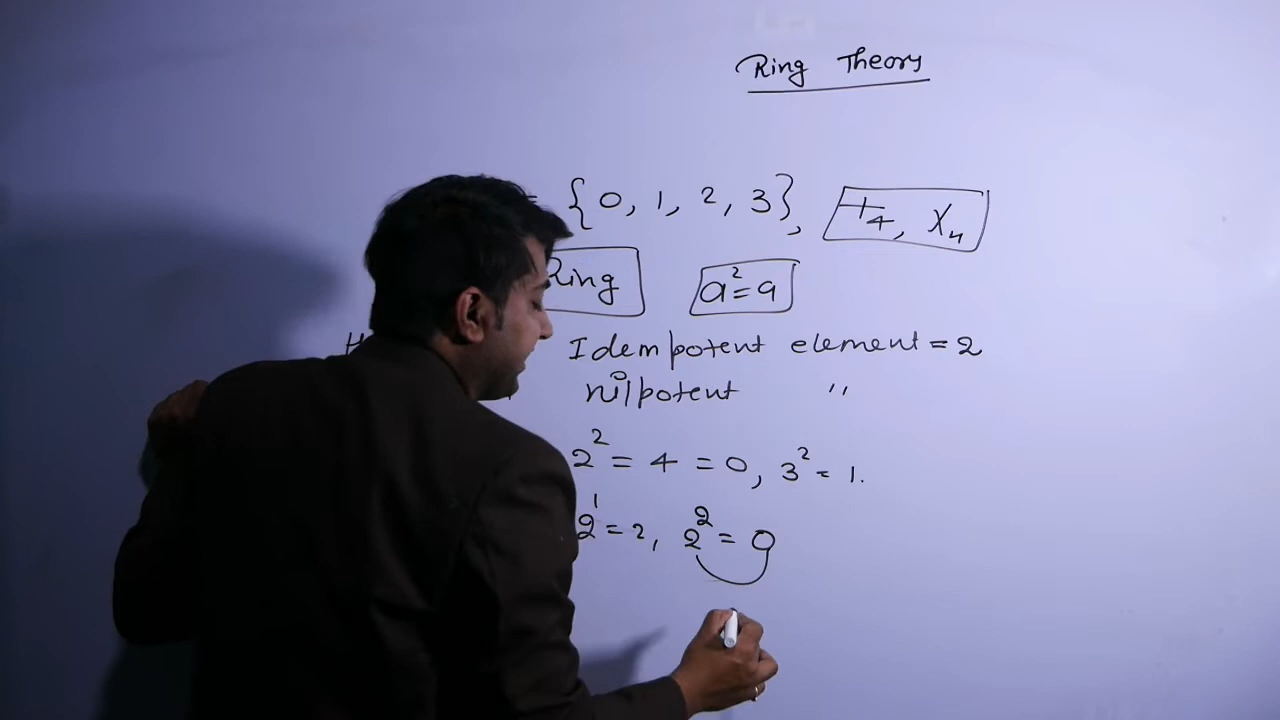 Ring Theory
= {0, 1, 2, 3}, +₄, X₄
Ring a² = a
H Idempotent element = 2
nilpotent 〃
2² = 4 = 0, 3² = 1.
2¹ = 2, 2² = 0